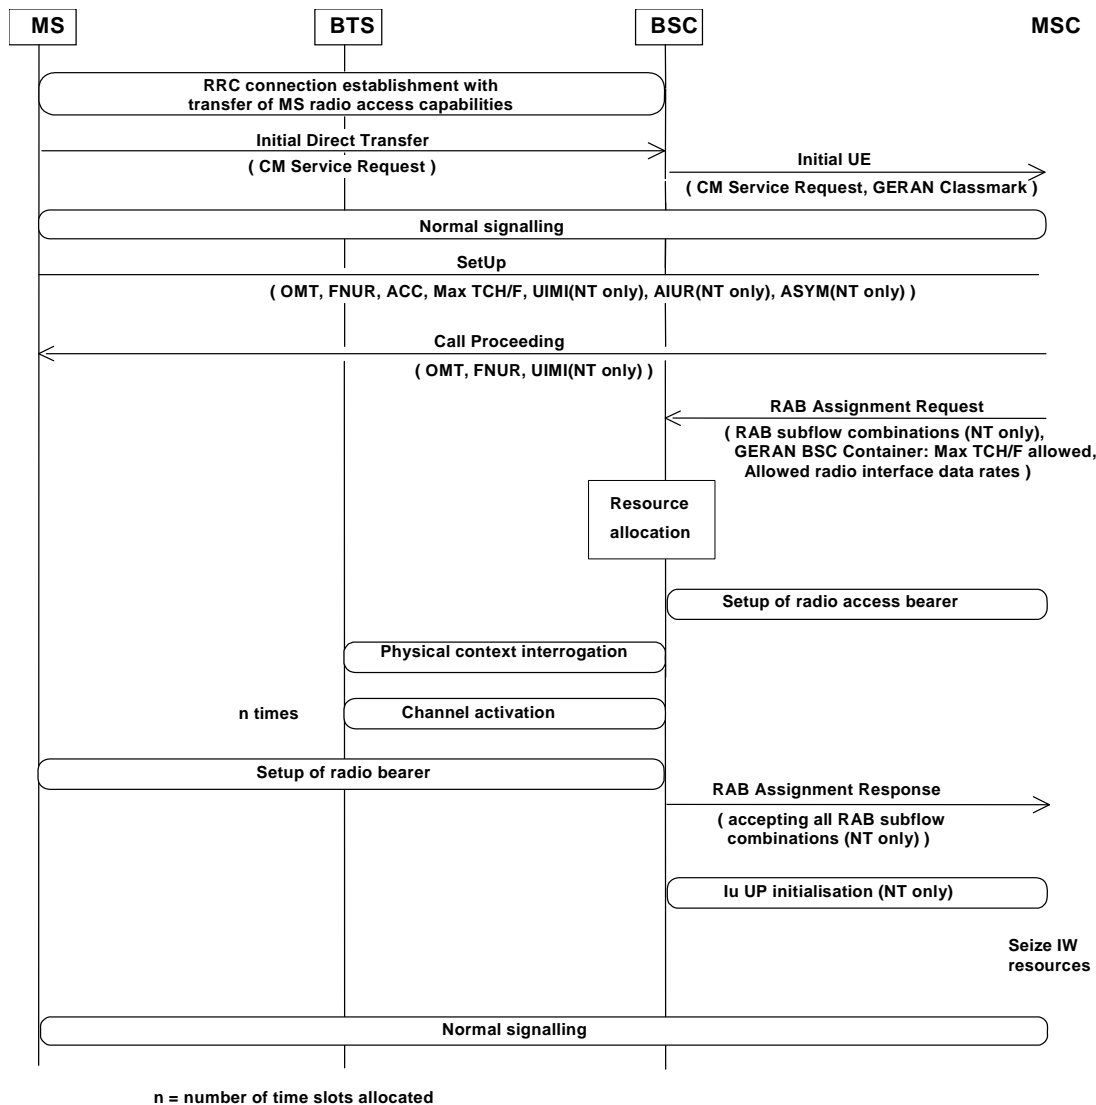 MS BTS BSC MSC
RRC connection establishment with
transfer of MS radio access capabilities
Initial Direct Transfer
( CM Service Request )
Initial UE
( CM Service Request, GERAN Classmark )
Normal signalling
SetUp
( OMT, FNUR, ACC, Max TCH/F, UIMI(NT only), AIUR(NT only), ASYM(NT only) )
Call Proceeding
( OMT, FNUR, UIMI(NT only) )
RAB Assignment Request
( RAB subflow combinations (NT only),
GERAN BSC Container: Max TCH/F allowed,
Allowed radio interface data rates )
Resource
allocation
Setup of radio access bearer
Physical context interrogation
n times
Channel activation
Setup of radio bearer
RAB Assignment Response
( accepting all RAB subflow
combinations (NT only) )
Iu UP initialisation (NT only)
Seize IW
resources
Normal signalling
n = number of time slots allocated